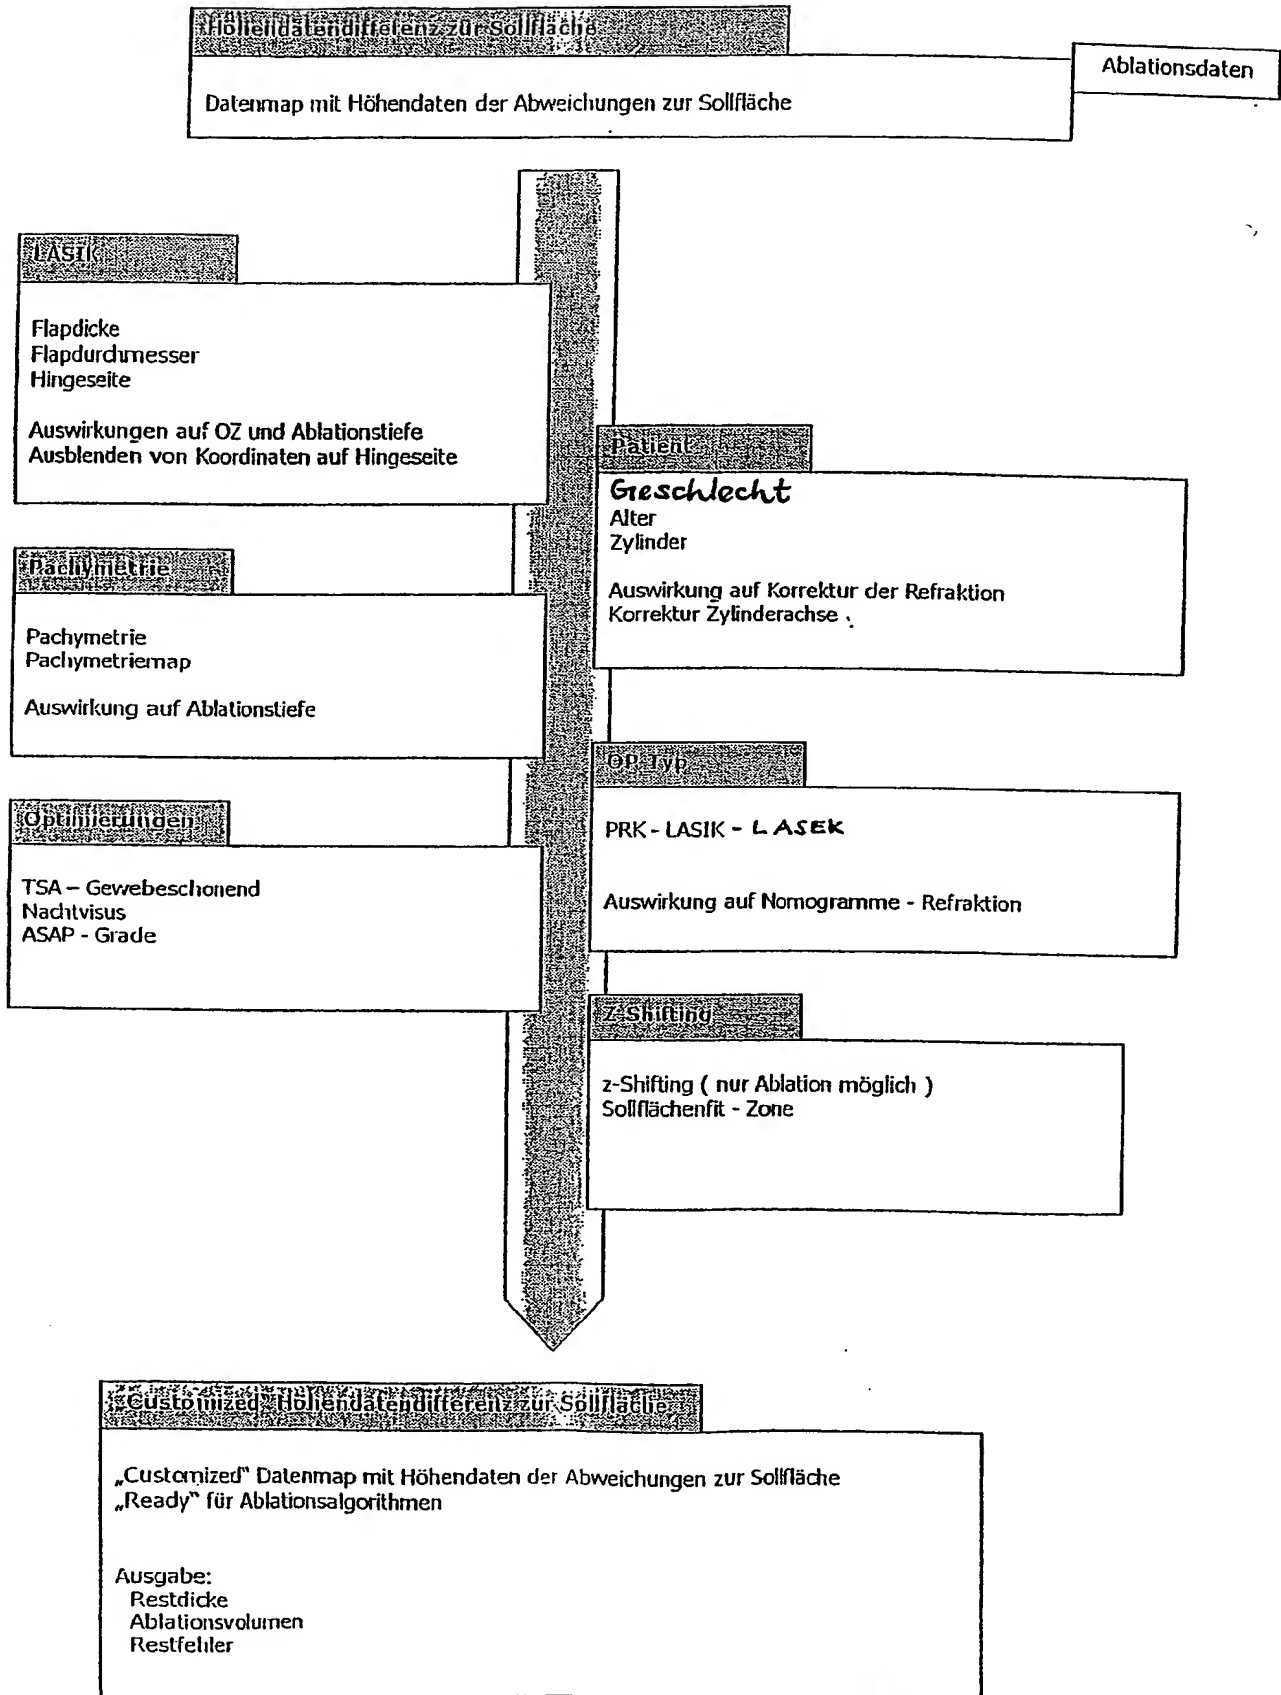 Höhendatendifferenz zur Sollfläche
Ablationsdaten
Datenmap mit Höhendaten der Abweichungen zur Sollfläche
LASIK
Flapdicke
Flapdurchmesser
Hingeseite
Auswirkungen auf OZ und Ablationstiefe
Ausblenden von Koordinaten auf Hingeseite
Patient
Geschlecht
Alter
Zylinder
Auswirkung auf Korrektur der Refraktion
Korrektur Zylinderachse
Pachymetrie
Pachymetrie
Pachymetriemap
Auswirkung auf Ablationstiefe
OP Typ
PRK - LASIK - LASEK
Auswirkung auf Nomogramme - Refraktion
Optimierungen
TSA – Gewebeschonend
Nachtvisus
ASAP - Grade
Z-Shifting
z-Shifting ( nur Ablation möglich )
Sollflächenfit - Zone
„Customized" Höhendatendifferenz zur Sollfläche
„Customized" Datenmap mit Höhendaten der Abweichungen zur Sollfläche
„Ready" für Ablationsalgorithmen
Ausgabe:
Restdicke
Ablationsvolumen
Restfehler